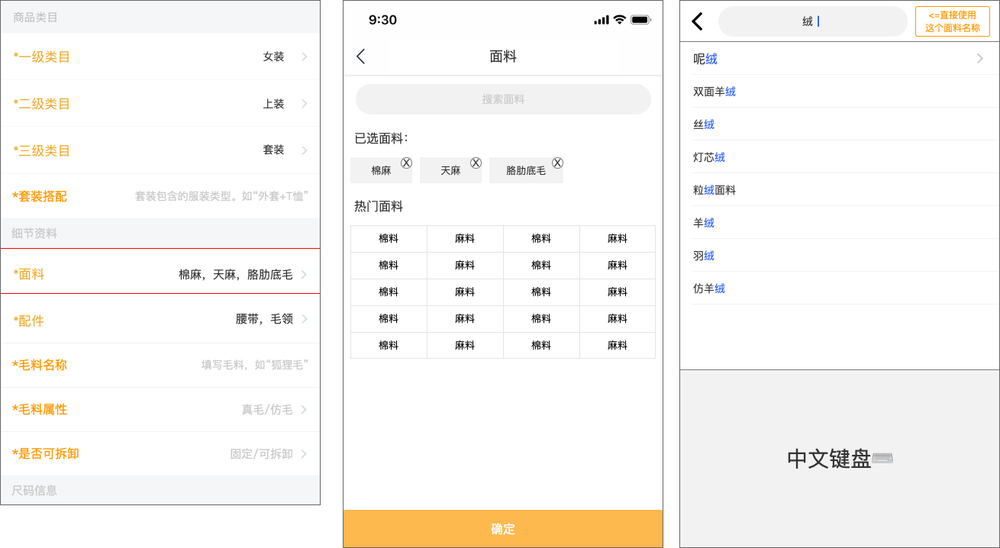 商品类目
*一级类目 女装
*二级类目 上装
*三级类目 套装
*套装搭配 套装包含的服装类型。如“外套+T恤”
细节资料
*面料 棉麻，天麻，胳肋底毛
*配件 腰带，毛领
*毛料名称 填写毛料，如“狐狸毛”
*毛料属性 真毛/仿毛
*是否可拆卸 固定/可拆卸
尺码信息
9:30
面料
搜索面料
已选面料：
棉麻 X 天麻 X 胳肋底毛 X
热门面料
棉料 麻料 棉料 麻料
棉料 麻料 棉料 麻料
棉料 麻料 棉料 麻料
棉料 麻料 棉料 麻料
棉料 麻料 棉料 麻料
确定
绒
<=直接使用
这个面料名称
呢绒
双面羊绒
丝绒
灯芯绒
粒绒面料
羊绒
羽绒
仿羊绒
中文键盘